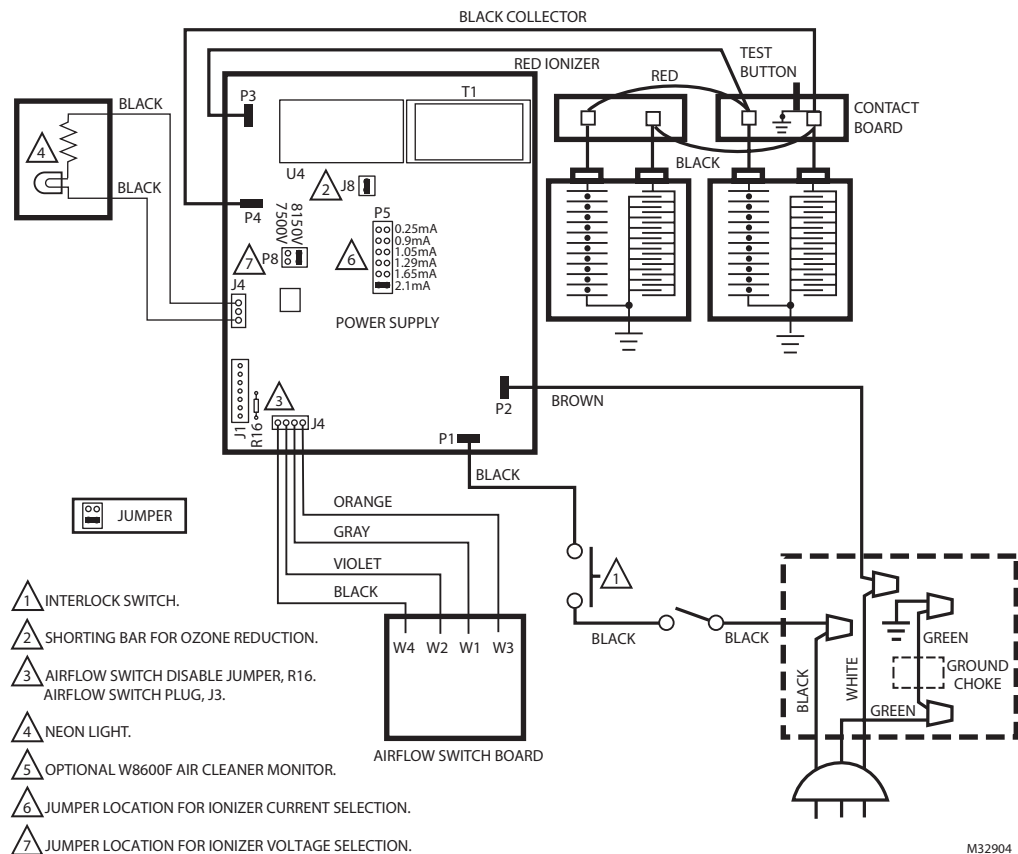 BLACK COLLECTOR
RED IONIZER
RED
TEST
BUTTON
CONTACT
BOARD
BLACK
4
BLACK
BLACK
P3
T1
U4
2
J8
P4
8150V
7500V
P8
7
P5
0.25mA
0.9mA
1.05mA
1.29mA
1.65mA
2.1mA
6
J4
POWER SUPPLY
J1
R16
3
J4
P2
BROWN
P1
BLACK
ORANGE
GRAY
VIOLET
BLACK
W4 W2 W1 W3
AIRFLOW SWITCH BOARD
1
BLACK
BLACK
BLACK
WHITE
GREEN
GROUND
CHOKE
GREEN
JUMPER
1 INTERLOCK SWITCH.
2 SHORTING BAR FOR OZONE REDUCTION.
3 AIRFLOW SWITCH DISABLE JUMPER, R16.
AIRFLOW SWITCH PLUG, J3.
4 NEON LIGHT.
5 OPTIONAL W8600F AIR CLEANER MONITOR.
6 JUMPER LOCATION FOR IONIZER CURRENT SELECTION.
7 JUMPER LOCATION FOR IONIZER VOLTAGE SELECTION.
M32904